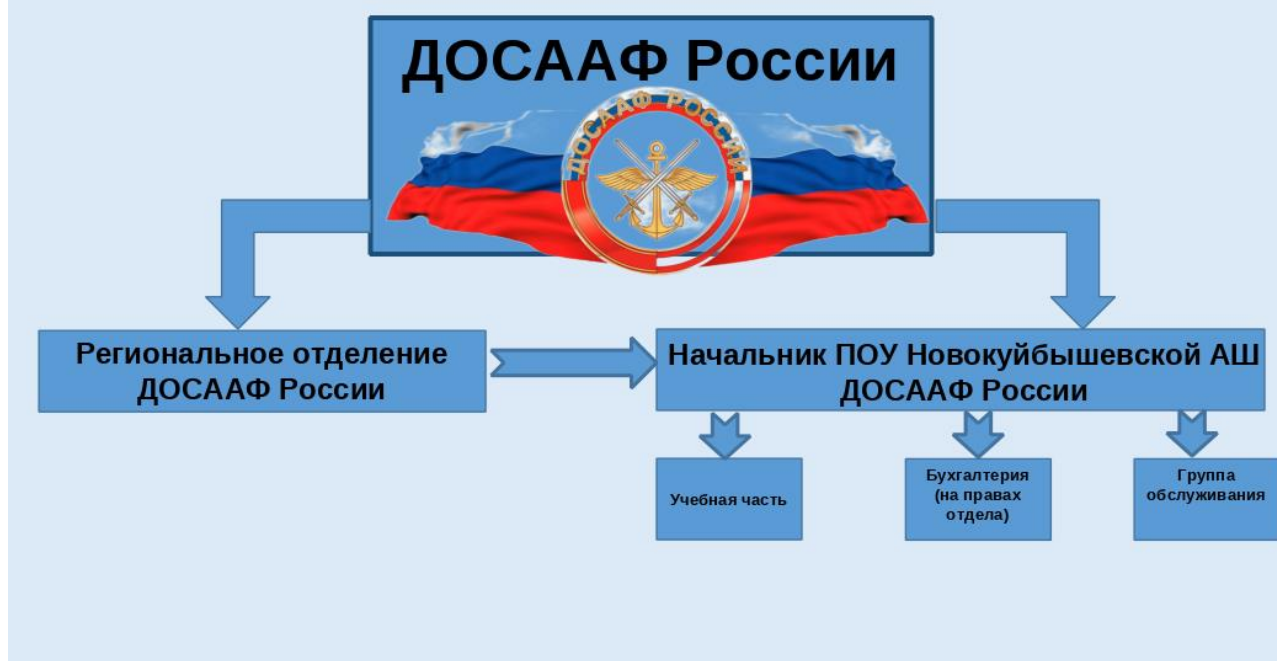 ДОСААФ России
ДОСААФ РОССИИ
Региональное отделение
ДОСААФ России
Начальник ПОУ Новокуйбышевской АШ
ДОСААФ России
Учебная часть
Бухгалтерия
(на правах
отдела)
Группа
обслуживания